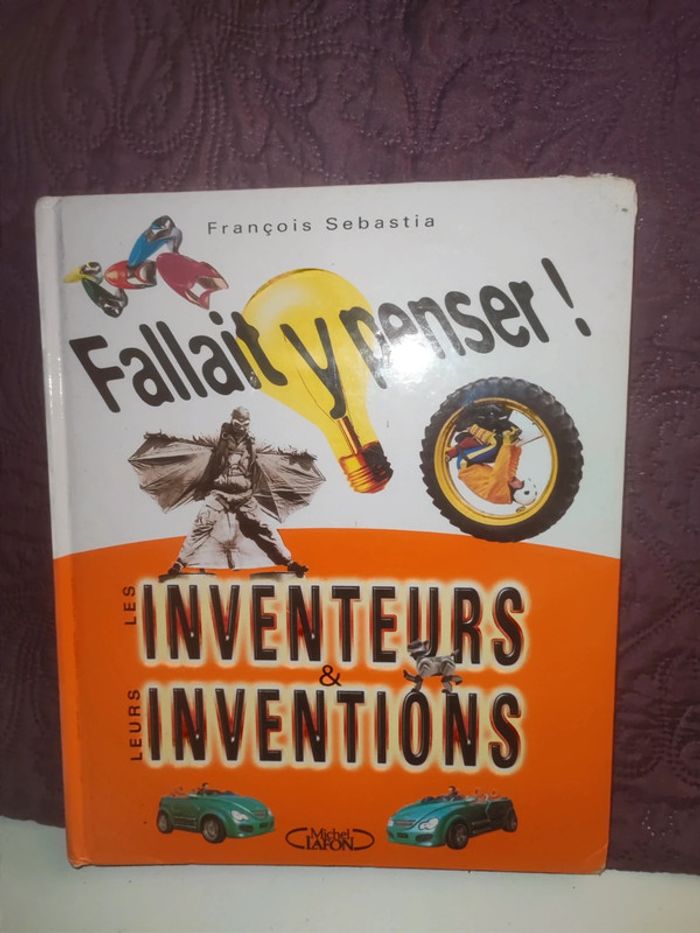 François Sebastia
Fallait y penser !
LES INVENTEURS
&
LEURS INVENTIONS
Michel
LAFON